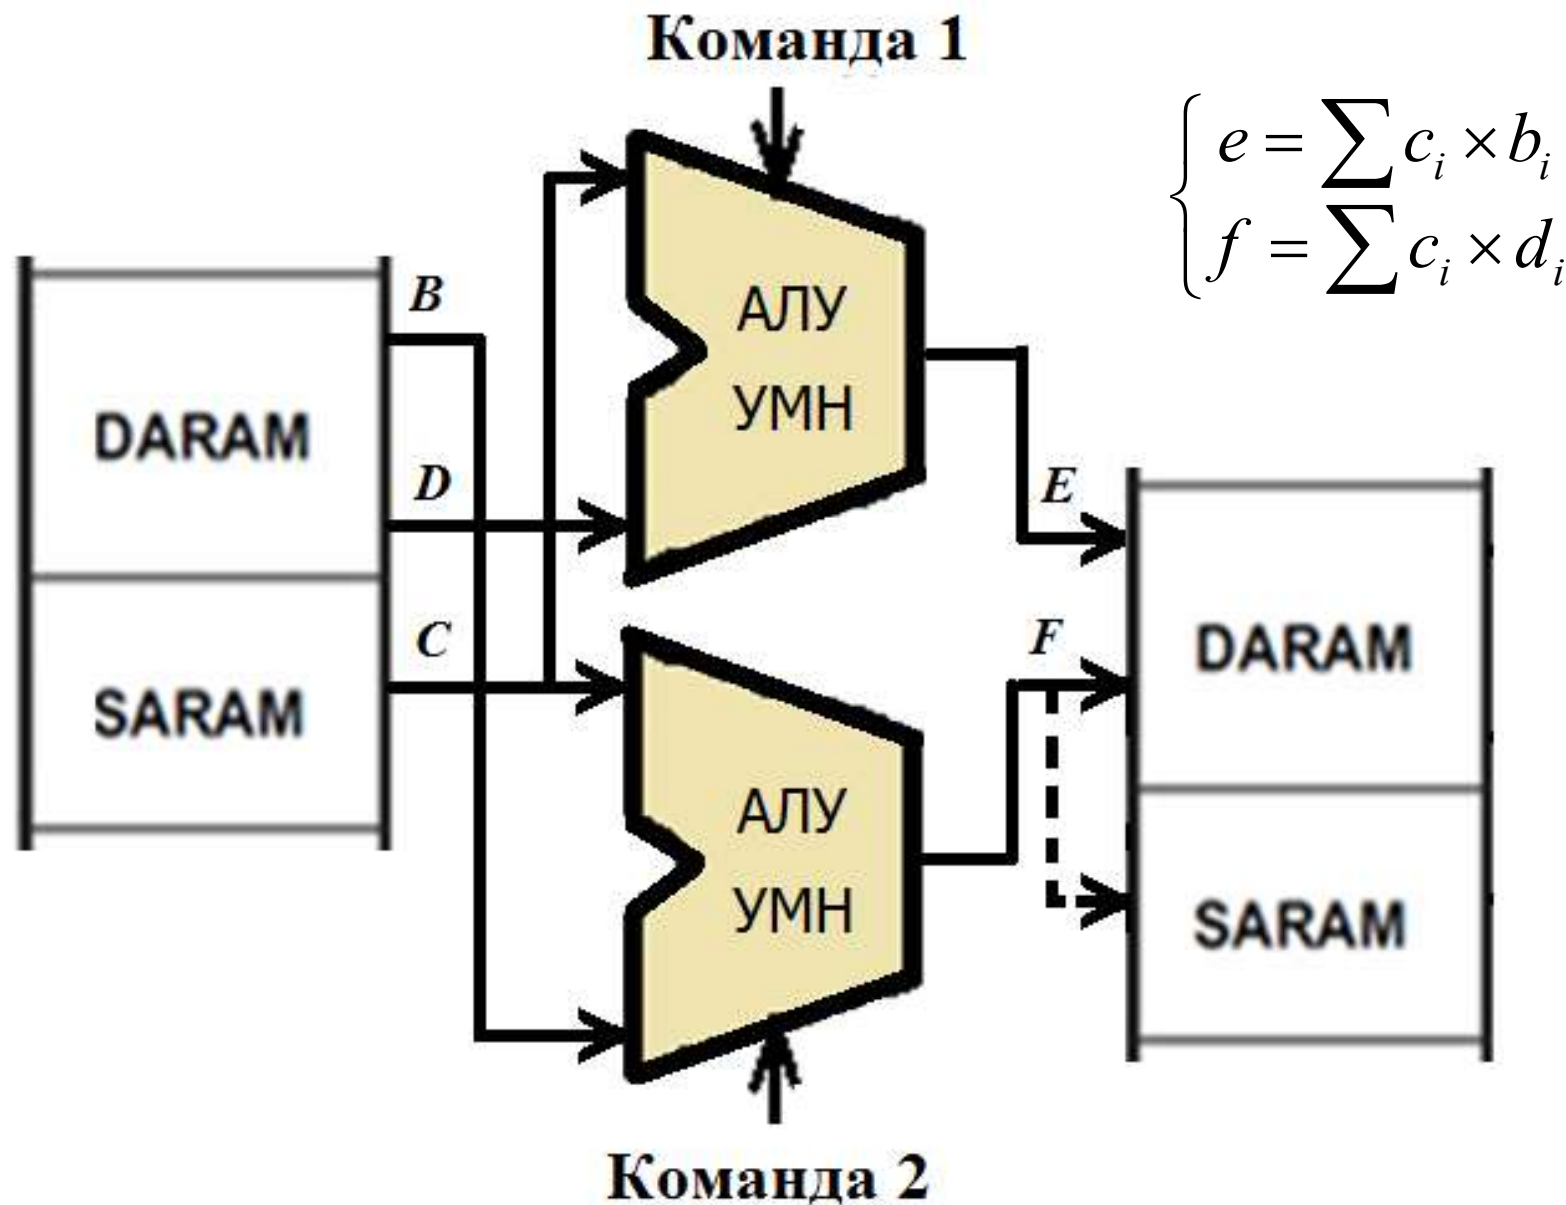 Команда 1
e = ∑ c_i × b_i
f = ∑ c_i × d_i
B
DARAM
D
C
SARAM
АЛУ
УМН
E
F
DARAM
АЛУ
УМН
SARAM
Команда 2